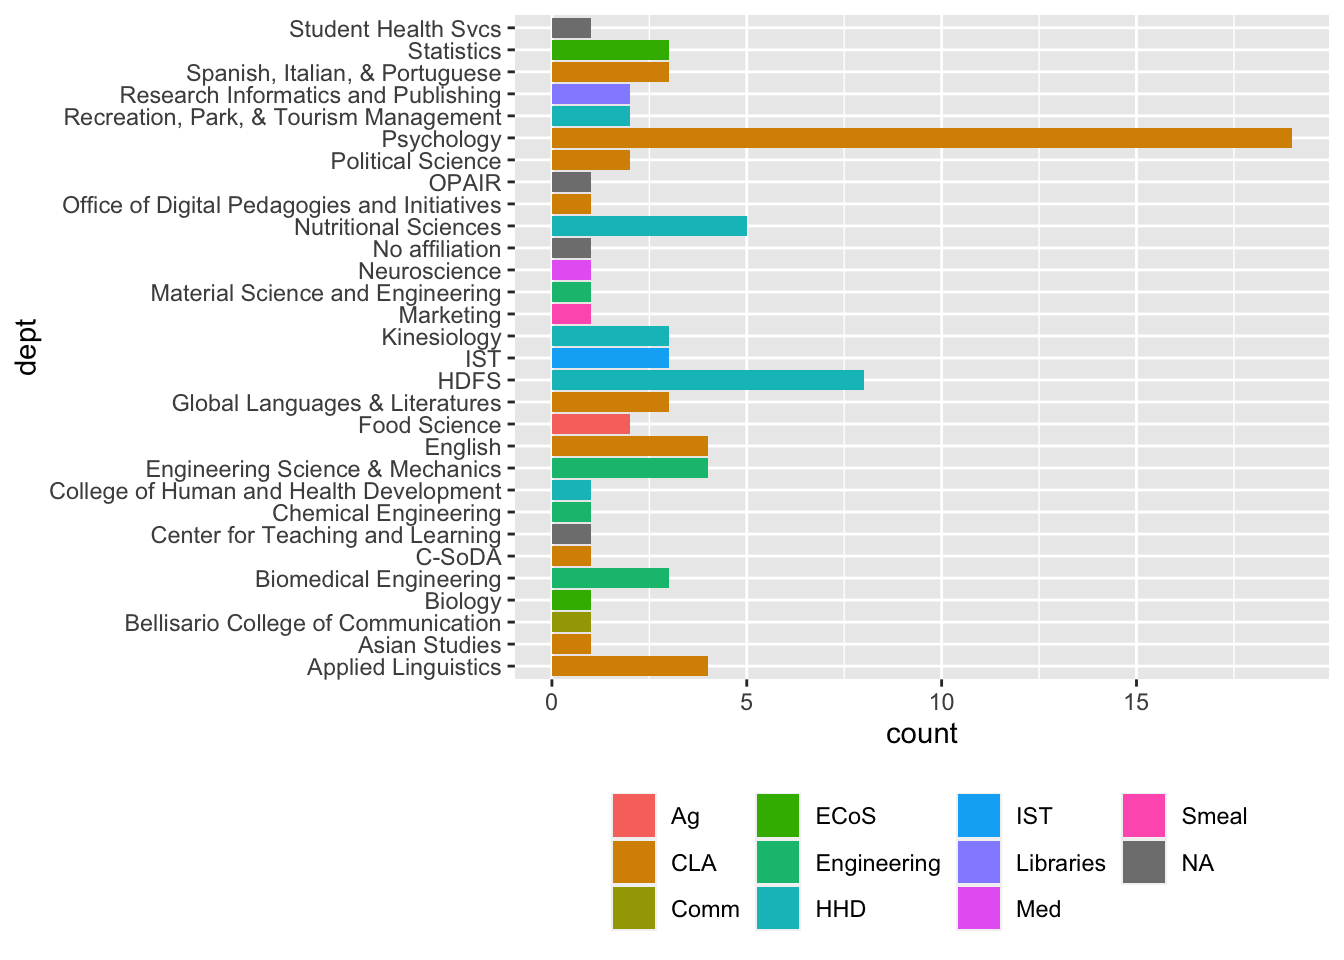 Student Health Svcs
Statistics
Spanish, Italian, & Portuguese
Research Informatics and Publishing
Recreation, Park, & Tourism Management
Psychology
Political Science
OPAIR
Office of Digital Pedagogies and Initiatives
Nutritional Sciences
No affiliation
Neuroscience
Material Science and Engineering
Marketing
Kinesiology
IST
HDFS
Global Languages & Literatures
Food Science
English
Engineering Science & Mechanics
College of Human and Health Development
Chemical Engineering
Center for Teaching and Learning
C-SoDA
Biomedical Engineering
Biology
Bellisario College of Communication
Asian Studies
Applied Linguistics
dept
0 5 10 15
count
Ag ECoS IST Smeal
CLA Engineering Libraries NA
Comm HHD Med